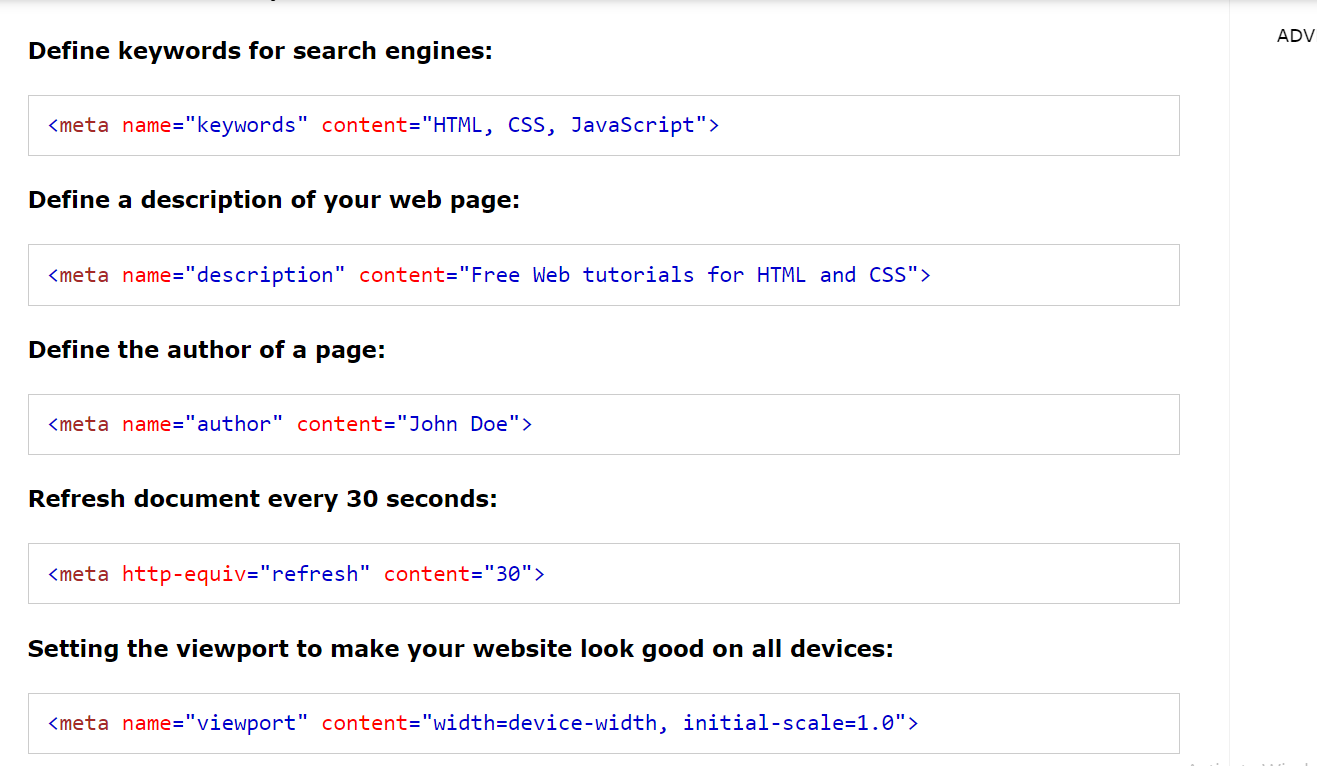 Define keywords for search engines:
ADV
<meta name="keywords" content="HTML, CSS, JavaScript">
Define a description of your web page:
<meta name="description" content="Free Web tutorials for HTML and CSS">
Define the author of a page:
<meta name="author" content="John Doe">
Refresh document every 30 seconds:
<meta http-equiv="refresh" content="30">
Setting the viewport to make your website look good on all devices:
<meta name="viewport" content="width=device-width, initial-scale=1.0">